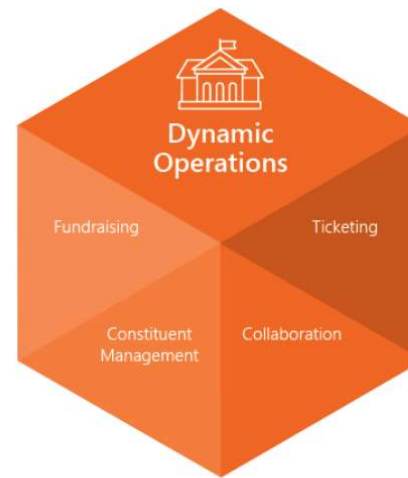 Dynamic
Operations
Fundraising
Ticketing
Constituent
Management
Collaboration